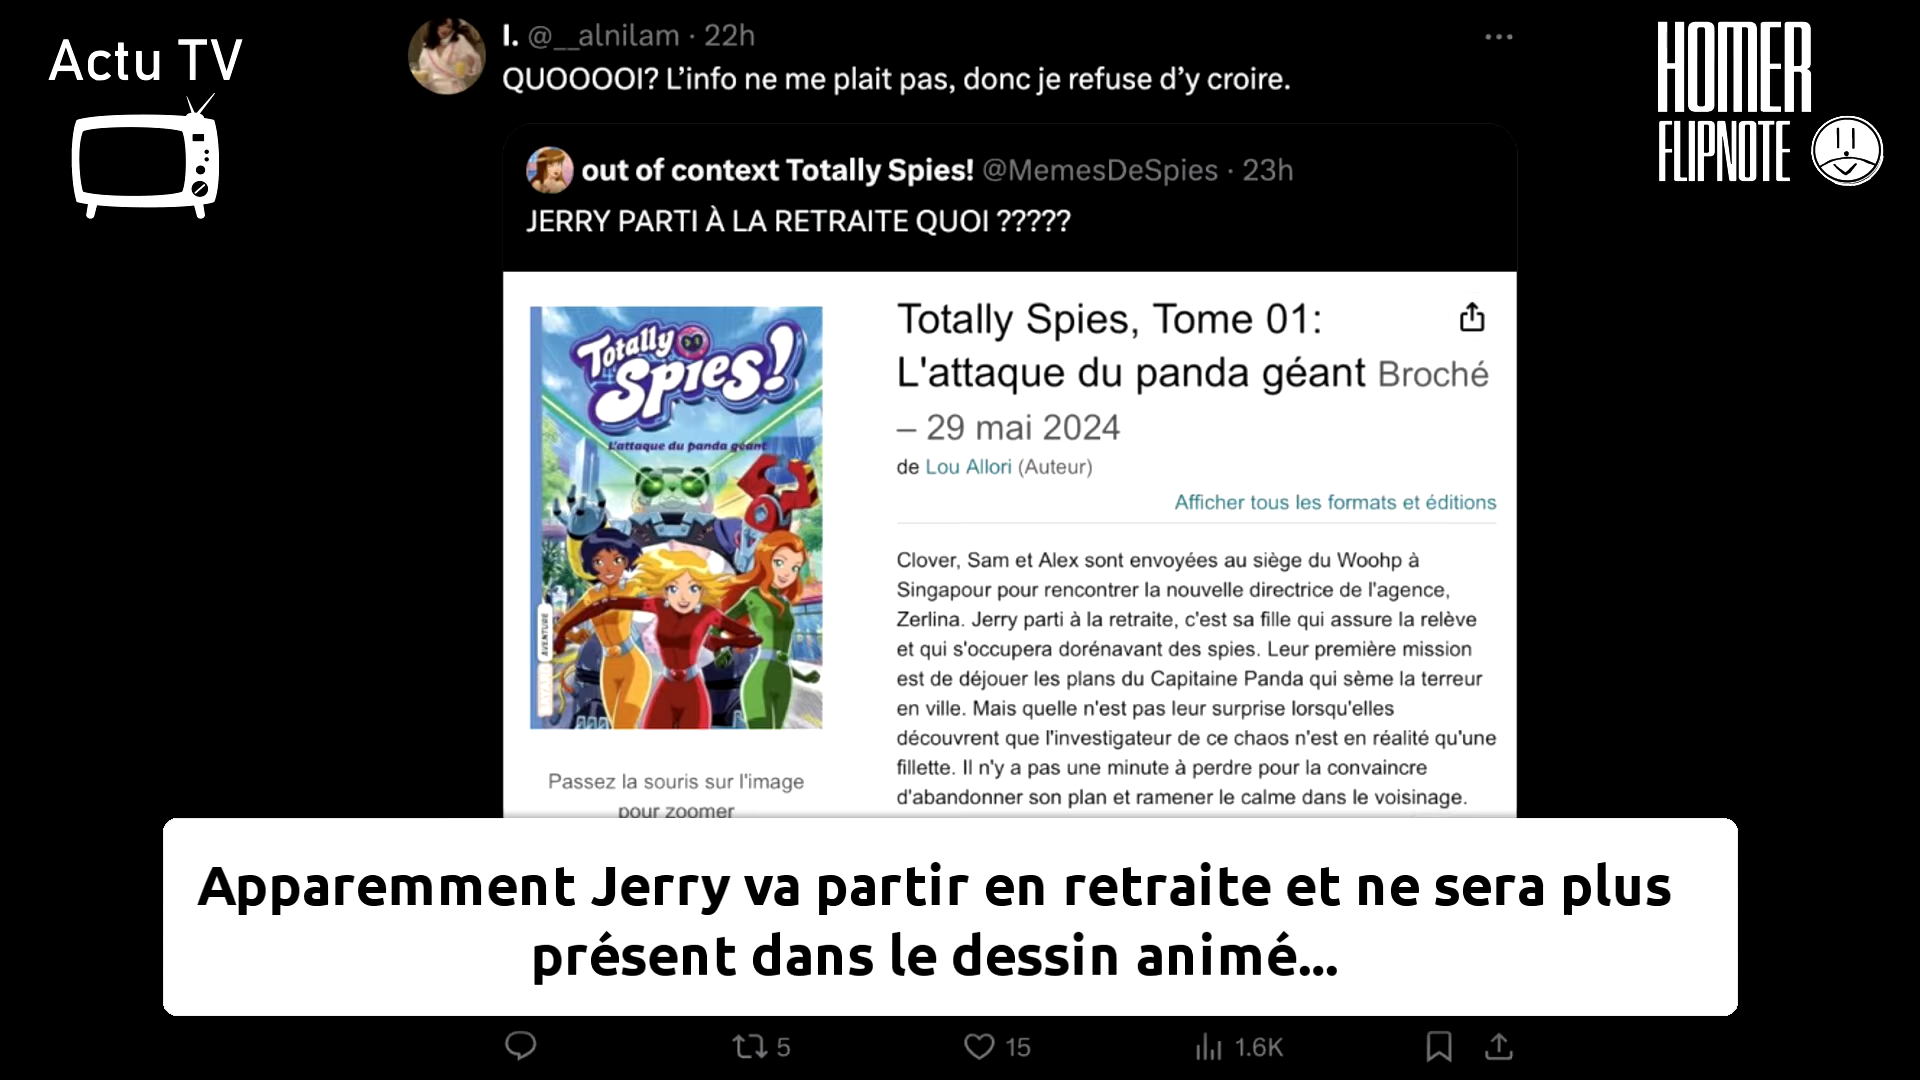 Actu TV
HOMER
FLIPNOTE
l. @__alnilam · 22h
QUOOOOI? L’info ne me plait pas, donc je refuse d’y croire.
out of context Totally Spies! @MemesDeSpies · 23h
JERRY PARTI À LA RETRAITE QUOI ?????
Totally
Spies!
L'attaque du panda géant
AVENTURE
Passez la souris sur l'image
pour zoomer
Totally Spies, Tome 01:
L'attaque du panda géant Broché
– 29 mai 2024
de Lou Allori (Auteur)
Afficher tous les formats et éditions
Clover, Sam et Alex sont envoyées au siège du Woohp à
Singapour pour rencontrer la nouvelle directrice de l'agence,
Zerlina. Jerry parti à la retraite, c'est sa fille qui assure la relève
et qui s'occupera dorénavant des spies. Leur première mission
est de déjouer les plans du Capitaine Panda qui sème la terreur
en ville. Mais quelle n'est pas leur surprise lorsqu'elles
découvrent que l'investigateur de ce chaos n'est en réalité qu'une
fillette. Il n'y a pas une minute à perdre pour la convaincre
d'abandonner son plan et ramener le calme dans le voisinage.
Apparemment Jerry va partir en retraite et ne sera plus
présent dans le dessin animé...
5
15
1.6K